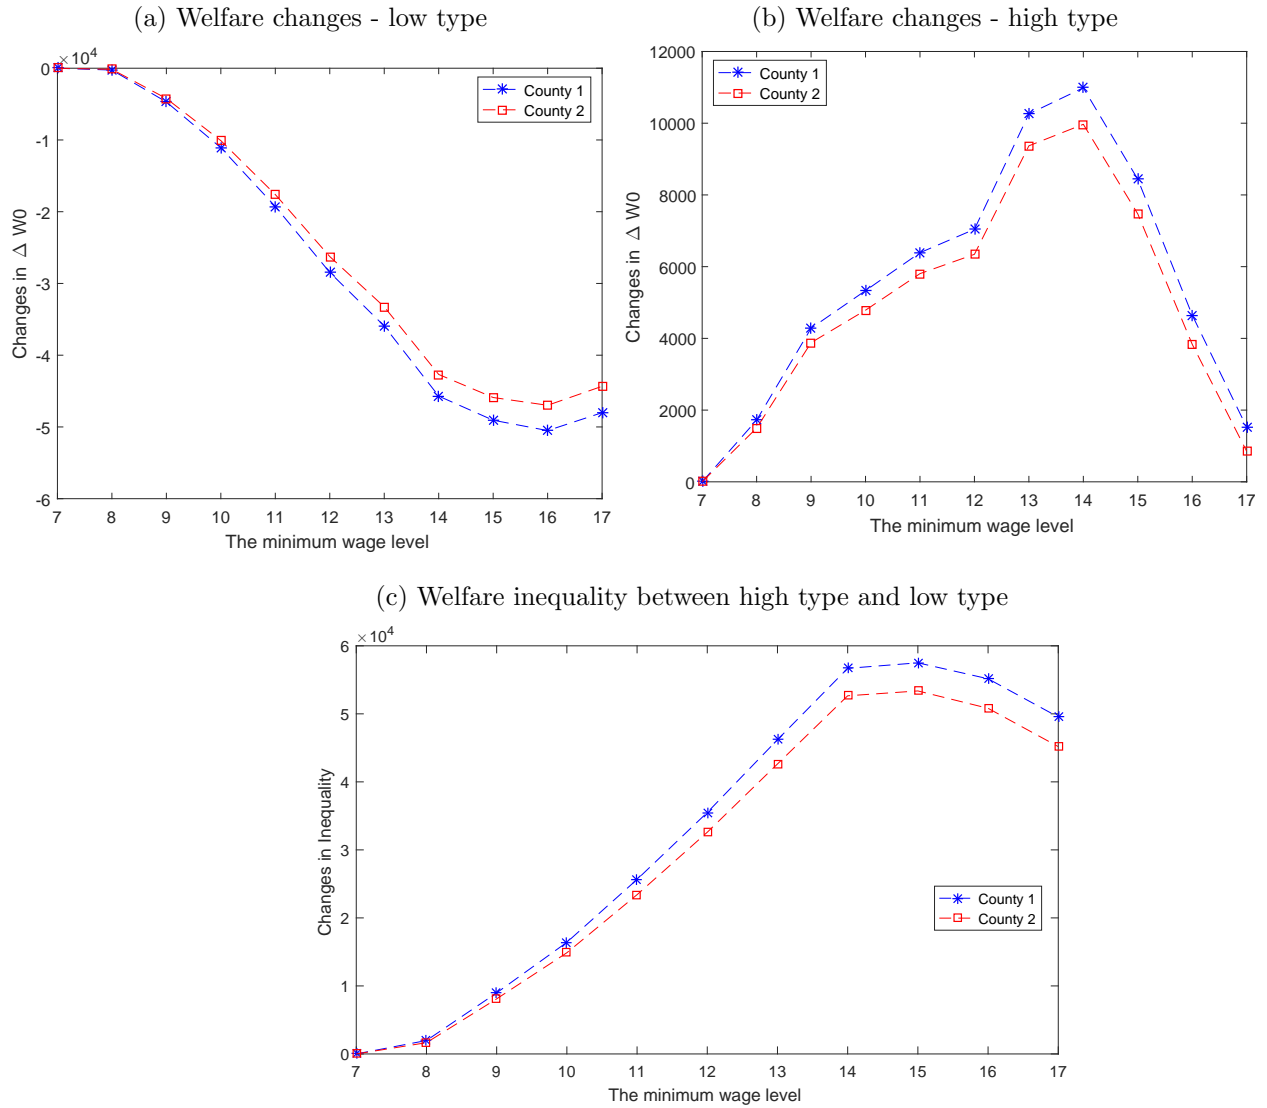 (a) Welfare changes - low type
×10⁴
0
-1
-2
-3
-4
-5
-6
7 8 9 10 11 12 13 14 15 16 17
Changes in △ W0
The minimum wage level
County 1
County 2
(b) Welfare changes - high type
12000
10000
8000
6000
4000
2000
0
7 8 9 10 11 12 13 14 15 16 17
Changes in △ W0
The minimum wage level
County 1
County 2
(c) Welfare inequality between high type and low type
×10⁴
6
5
4
3
2
1
0
7 8 9 10 11 12 13 14 15 16 17
Changes in Inequality
The minimum wage level
County 1
County 2